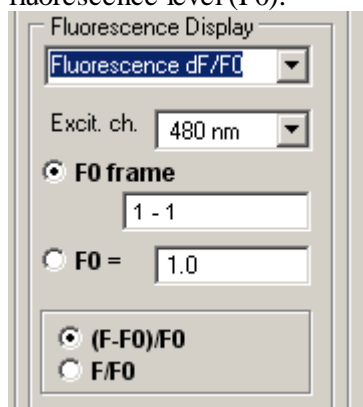 fluorescence level (F0).
Fluorescence Display
Fluorescence dF/F0
Excit. ch. 480 nm
F0 frame
1 - 1
F0 = 1.0
(F-F0)/F0
F/F0